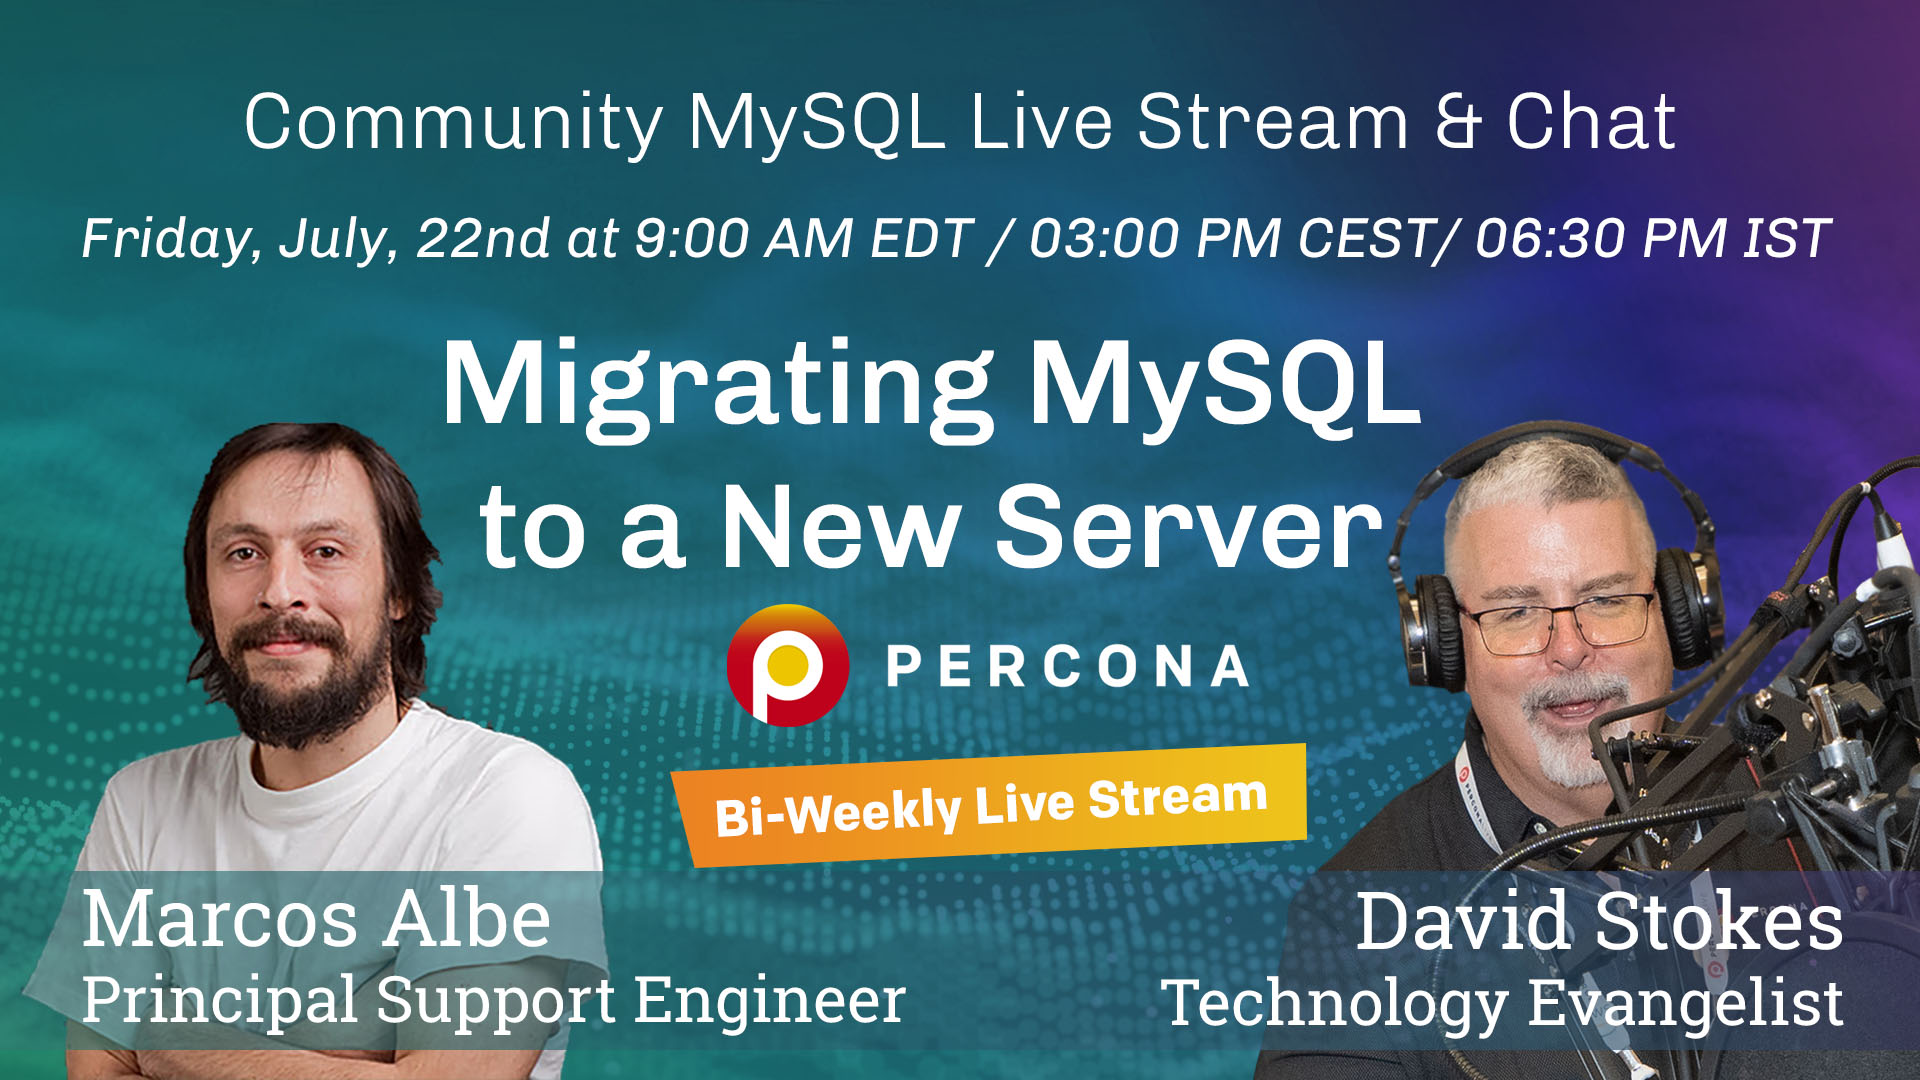 Community MySQL Live Stream & Chat
Friday, July, 22nd at 9:00 AM EDT / 03:00 PM CEST/ 06:30 PM IST
Migrating MySQL
to a New Server
PERCONA
Bi-Weekly Live Stream
Marcos Albe
Principal Support Engineer
David Stokes
Technology Evangelist
PERCONA